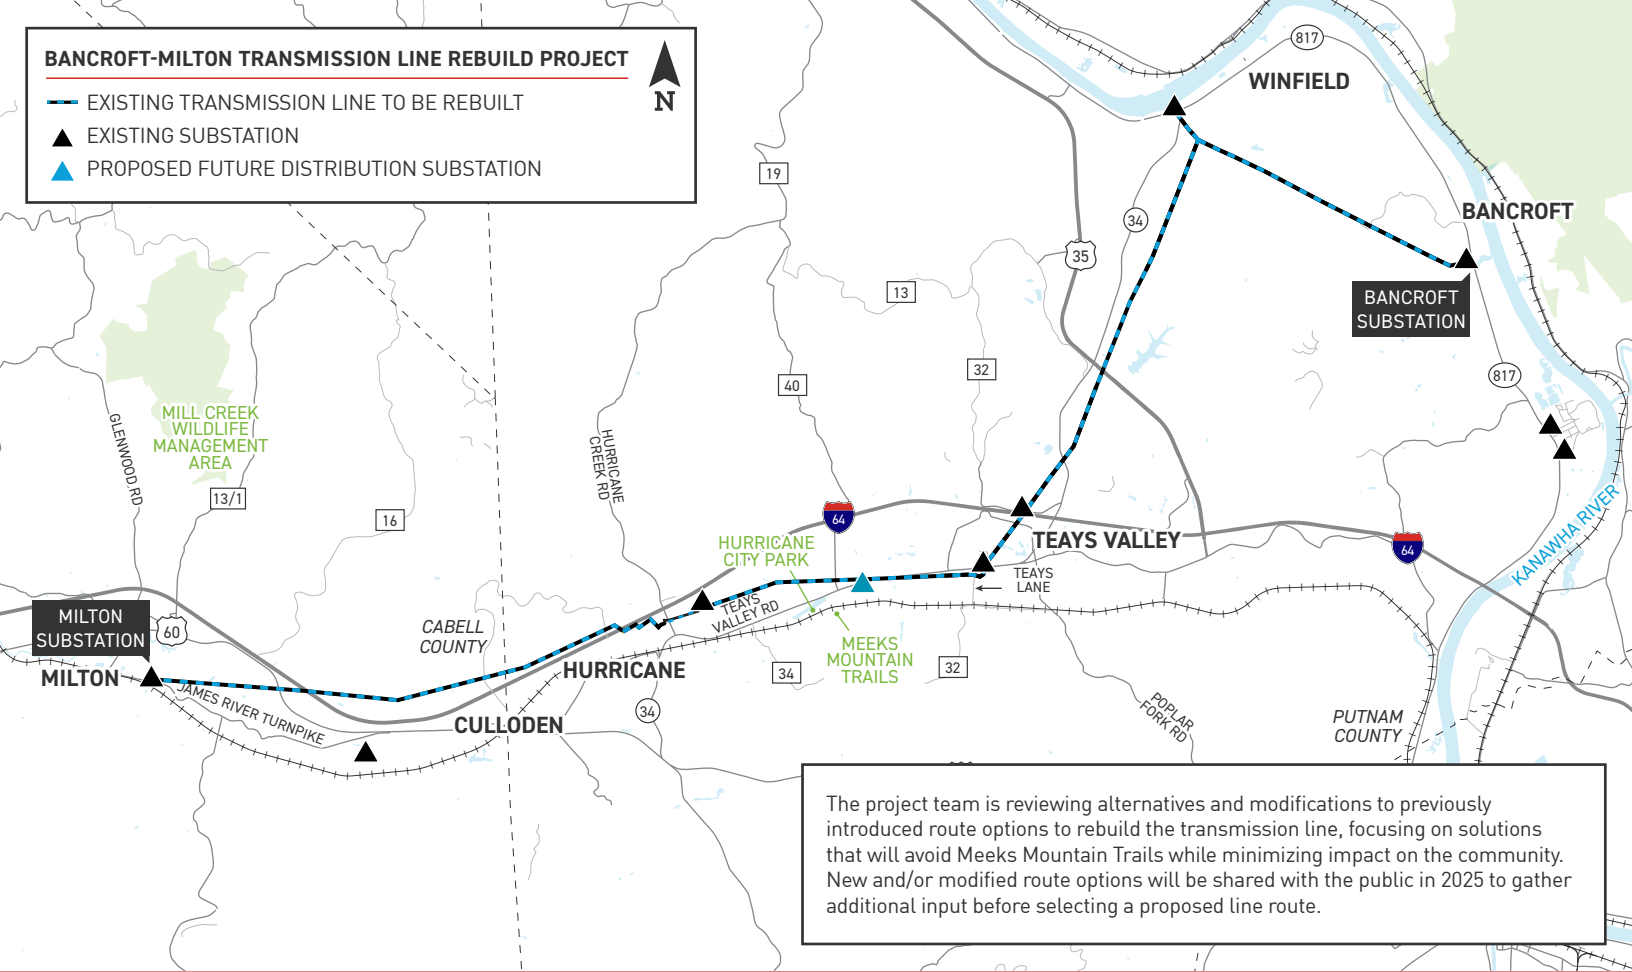 BANCROFT-MILTON TRANSMISSION LINE REBUILD PROJECT
EXISTING TRANSMISSION LINE TO BE REBUILT
EXISTING SUBSTATION
PROPOSED FUTURE DISTRIBUTION SUBSTATION
N
817
WINFIELD
19
34
35
BANCROFT
13
BANCROFT
SUBSTATION
32
40
817
MILL CREEK
WILDLIFE
MANAGEMENT
AREA
GLENWOOD RD
HURRICANE
CREEK RD
13/1
16
64
KANAWHA RIVER
HURRICANE
CITY PARK
TEAYS VALLEY
64
TEAYS
LANE
MILTON
SUBSTATION
60
TEAYS
VALLEY RD
CABELL
COUNTY
MEEKS
MOUNTAIN
TRAILS
MILTON
HURRICANE
34
32
JAMES RIVER TURNPIKE
34
CULLODEN
POPLAR
FORK RD
PUTNAM
COUNTY
The project team is reviewing alternatives and modifications to previously
introduced route options to rebuild the transmission line, focusing on solutions
that will avoid Meeks Mountain Trails while minimizing impact on the community.
New and/or modified route options will be shared with the public in 2025 to gather
additional input before selecting a proposed line route.